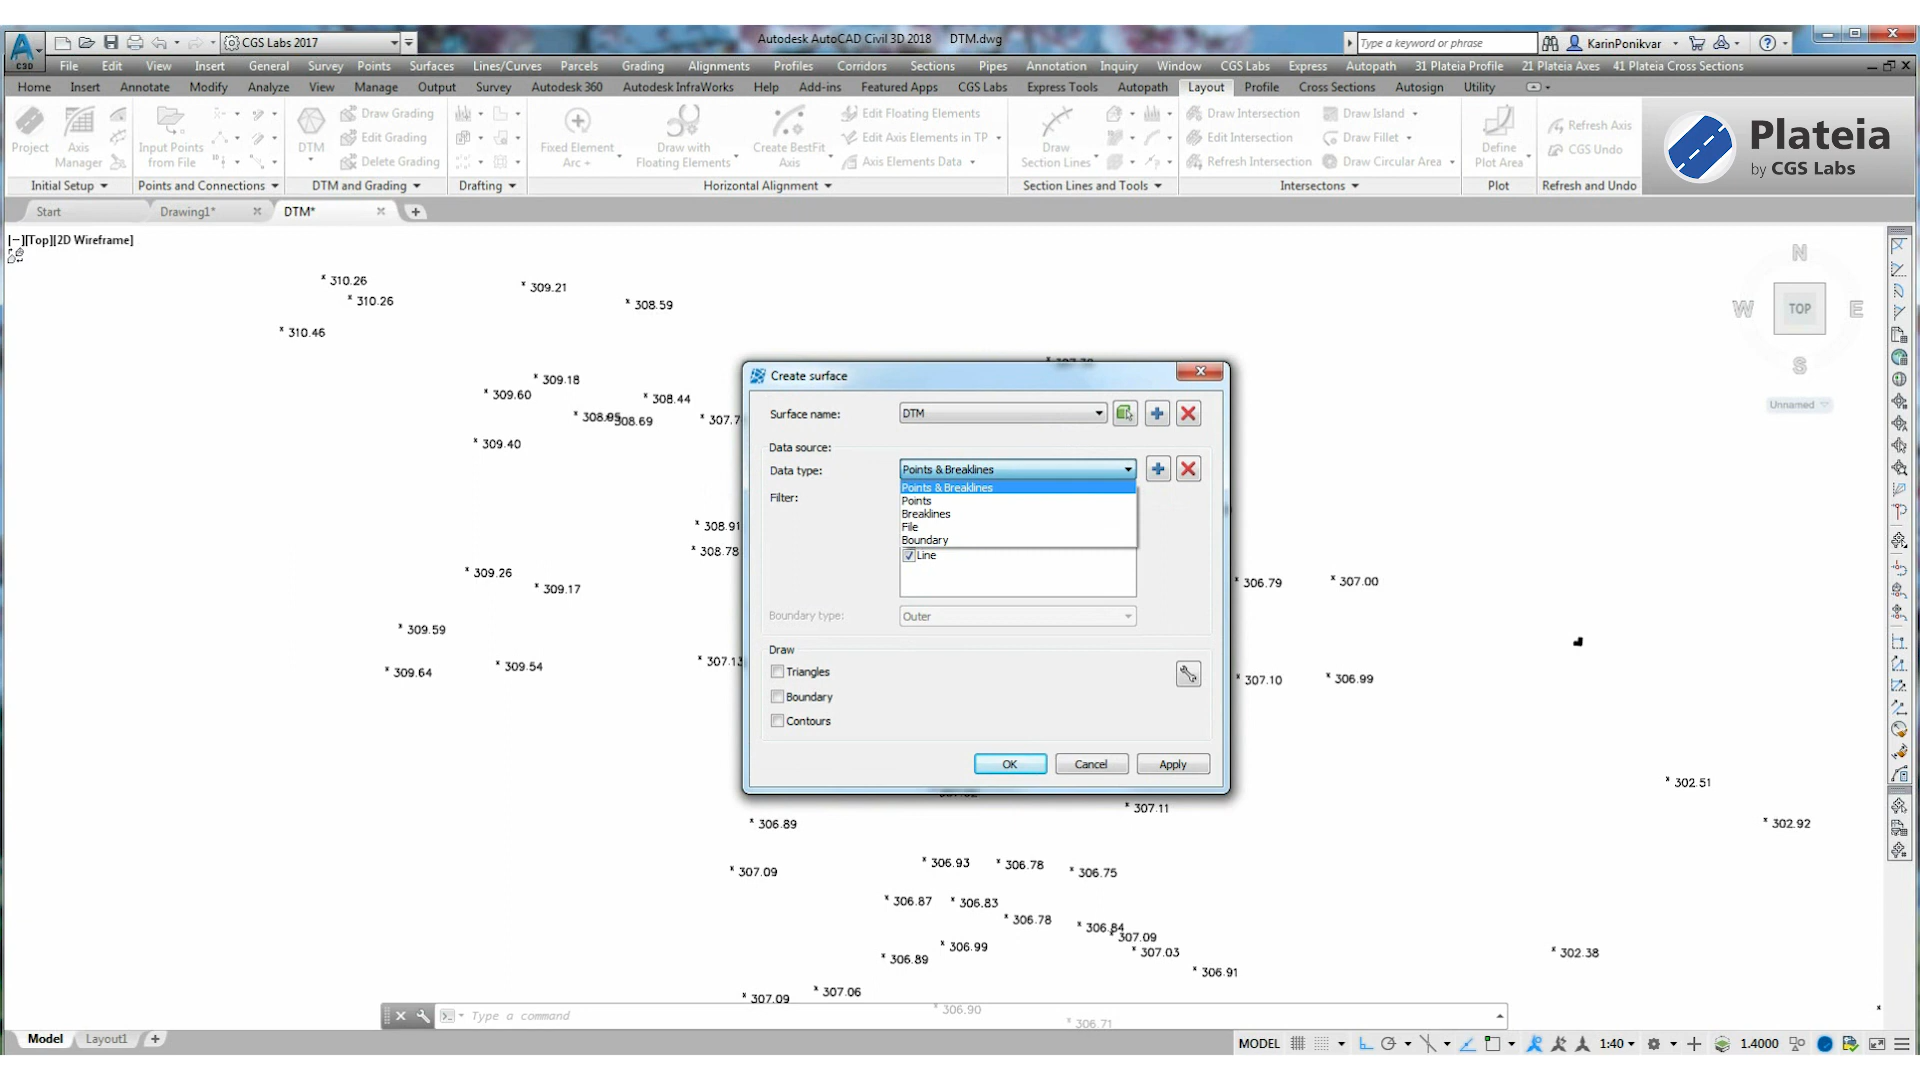 CGS Labs 2017
Autodesk AutoCAD Civil 3D 2018 DTM.dwg
Type a keyword or phrase
KarinPonikvar
C3D
File Edit View Insert General Survey Points Surfaces Lines/Curves Parcels Grading Alignments Profiles Corridors Sections Pipes Annotation Inquiry Window CGS Labs Express Autopath 31 Plateia Profile 21 Plateia Axes 41 Plateia Cross Sections
Home Insert Annotate Modify Analyze View Manage Output Survey Autodesk 360 Autodesk InfraWorks Help Add-ins Featured Apps CGS Labs Express Tools Autopath Layout Profile Cross Sections Autosign Utility
Draw Grading
Edit Grading
Delete Grading
Edit Floating Elements
Edit Axis Elements in TP
Axis Elements Data
Draw Intersection
Edit Intersection
Refresh Intersection
Draw Island
Draw Fillet
Draw Circular Area
Refresh Axis
CGS Undo
Project
Axis
Manager
Input Points
from File
DTM
Fixed Element
Arc +
Draw with
Floating Elements
Create BestFit
Axis
Draw
Section Lines
Define
Plot Area
Plateia
by CGS Labs
Initial Setup Points and Connections DTM and Grading Drafting Horizontal Alignment Section Lines and Tools Intersectons Plot Refresh and Undo
Start Drawing1* DTM*
[−][Top][2D Wireframe]
N
W TOP E
S
Unnamed
310.26
309.21
310.26
308.59
310.46
309.18
309.60
308.44
308.95
308.69
307.7
309.40
308.91
308.78
309.26
309.17
306.79
307.00
309.59
309.54
307.13
309.64
307.10
306.99
Create surface
Surface name: DTM
Data source:
Data type: Points & Breaklines
Points & Breaklines
Filter:
Points
Breaklines
File
Boundary
Line
Boundary type: Outer
Draw
Triangles
Boundary
Contours
OK Cancel Apply
302.51
307.11
306.89
302.92
306.93
306.78
307.09
306.75
306.87
306.83
306.78
306.84
307.09
306.99
307.03
302.38
306.89
306.91
307.06
307.09
306.90
306.71
Type a command
Model Layout1
MODEL 1:40 1.4000